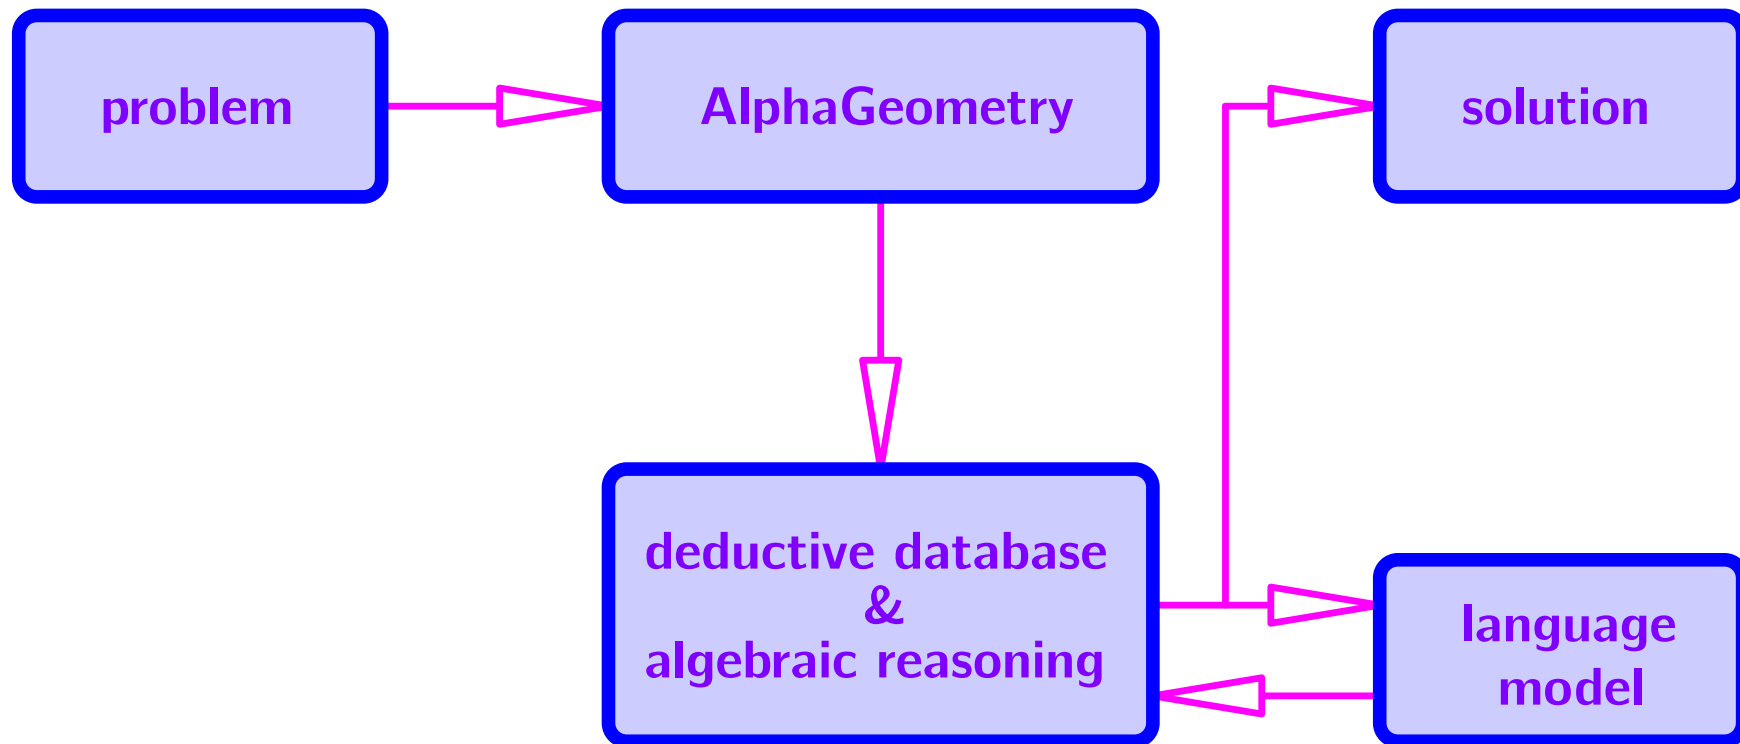 problem
AlphaGeometry
solution
deductive database
&
algebraic reasoning
language
model